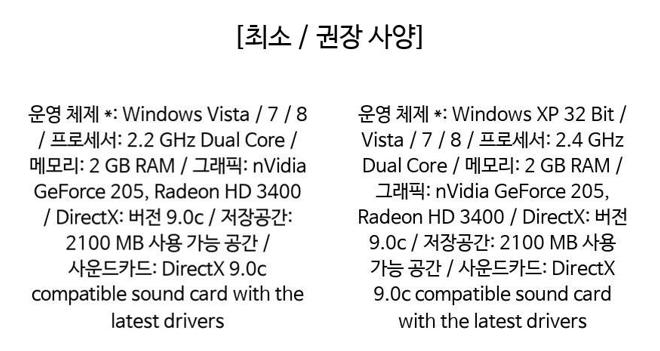 [최소 / 권장 사양]
운영 체제 *: Windows Vista / 7 / 8
/ 프로세서: 2.2 GHz Dual Core /
메모리: 2 GB RAM / 그래픽: nVidia
GeForce 205, Radeon HD 3400
/ DirectX: 버전 9.0c / 저장공간:
2100 MB 사용 가능 공간 /
사운드카드: DirectX 9.0c
compatible sound card with the
latest drivers
운영 체제 *: Windows XP 32 Bit /
Vista / 7 / 8 / 프로세서: 2.4 GHz
Dual Core / 메모리: 2 GB RAM /
그래픽: nVidia GeForce 205,
Radeon HD 3400 / DirectX: 버전
9.0c / 저장공간: 2100 MB 사용
가능 공간 / 사운드카드: DirectX
9.0c compatible sound card
with the latest drivers